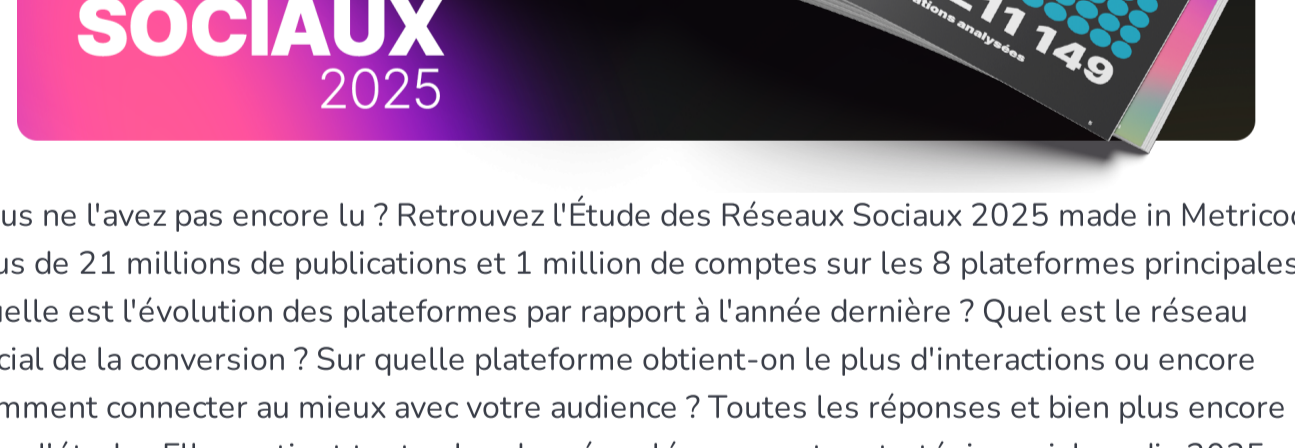 SOCIAUX
2025
11 149
tions analysées
us ne l'avez pas encore lu ? Retrouvez l'Étude des Réseaux Sociaux 2025 made in
us de 21 millions de publications et 1 million de comptes sur les 8 plateformes principales
elle est l'évolution des plateformes par rapport à l'année dernière ? Quel est le réseau
cial de la conversion ? Sur quelle plateforme obtient-on le plus d'interactions ou encore
mment connecter au mieux avec votre audience ? Toutes les réponses et bien plus encore